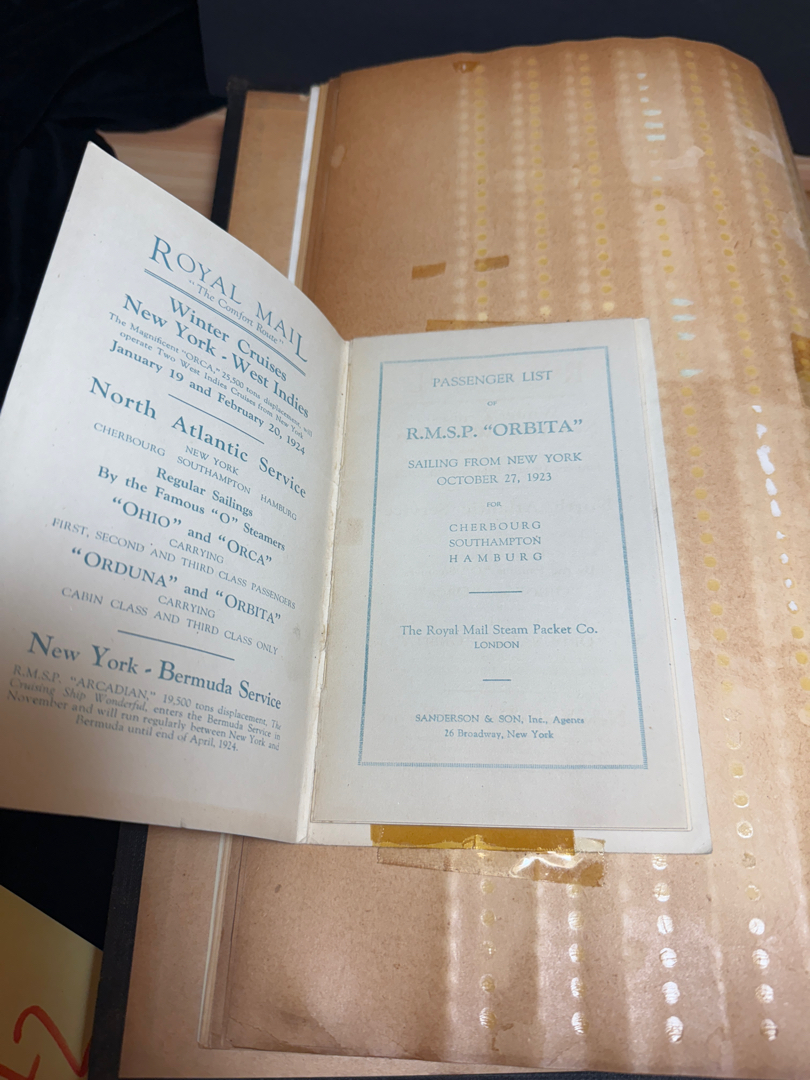 ROYAL MAIL
"The Comfort Route"
Winter Cruises
New York - West Indies
The Magnificent "ORCA," 25,500 tons displacement, will
operate Two West Indies Cruises from New York
January 19 and February 20, 1924
North Atlantic Service
NEW YORK
CHERBOURG SOUTHAMPTON HAMBURG
Regular Sailings
By the Famous "O" Steamers
"OHIO" and "ORCA"
CARRYING
FIRST, SECOND AND THIRD CLASS PASSENGERS
"ORDUNA" and "ORBITA"
CARRYING
CABIN CLASS AND THIRD CLASS ONLY
New York - Bermuda Service
R.M.S.P. "ARCADIAN," 19,500 tons displacement, The
Cruising Ship Wonderful, enters the Bermuda Service in
November and will run regularly between New York and
Bermuda until end of April, 1924.
PASSENGER LIST
OF
R.M.S.P. "ORBITA"
SAILING FROM NEW YORK
OCTOBER 27, 1923
FOR
CHERBOURG
SOUTHAMPTON
HAMBURG
The Royal Mail Steam Packet Co.
LONDON
SANDERSON & SON, Inc., Agents
26 Broadway, New York